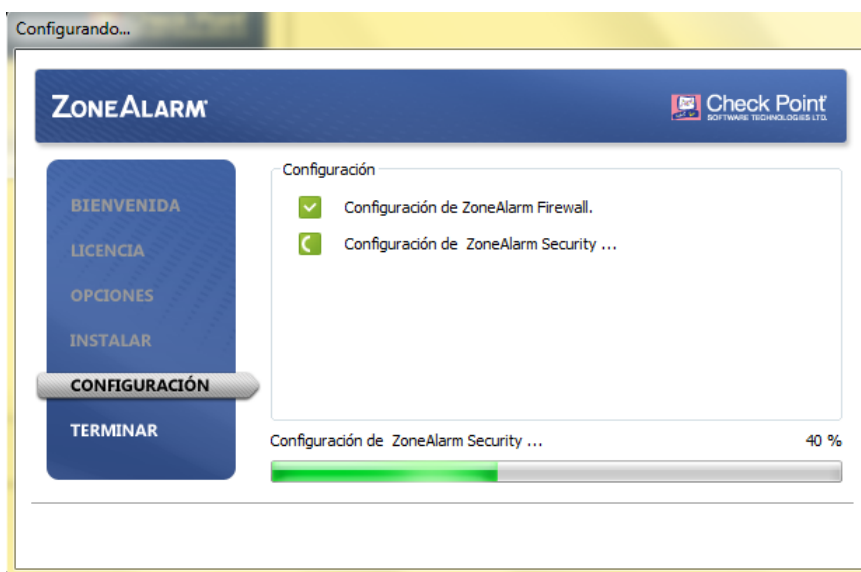 Configurando...
ZONEALARM
Check Point
SOFTWARE TECHNOLOGIES LTD.
BIENVENIDA
LICENCIA
OPCIONES
INSTALAR
CONFIGURACIÓN
TERMINAR
Configuración
Configuración de ZoneAlarm Firewall.
Configuración de ZoneAlarm Security ...
Configuración de ZoneAlarm Security ... 40 %